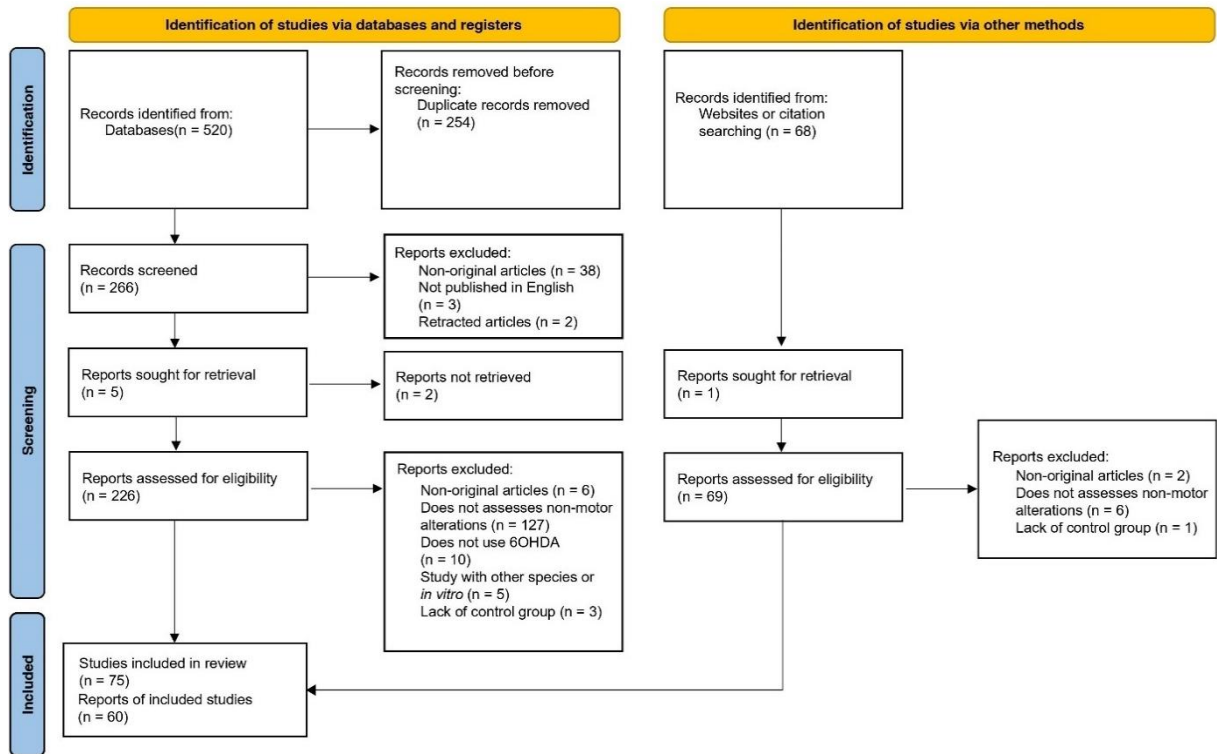 Identification of studies via databases and registers
Identification of studies via other methods
Identification
Records identified from:
Databases(n = 520)
Records removed before
screening:
Duplicate records removed
(n = 254)
Records identified from:
Websites or citation
searching (n = 68)
Screening
Records screened
(n = 266)
Reports excluded:
Non-original articles (n = 38)
Not published in English
(n = 3)
Retracted articles (n = 2)
Reports sought for retrieval
(n = 5)
Reports not retrieved
(n = 2)
Reports sought for retrieval
(n = 1)
Reports assessed for eligibility
(n = 226)
Reports excluded:
Non-original articles (n = 6)
Does not assesses non-motor
alterations (n = 127)
Does not use 6OHDA
(n = 10)
Study with other species or
in vitro (n = 5)
Lack of control group (n = 3)
Reports assessed for eligibility
(n = 69)
Reports excluded:
Non-original articles (n = 2)
Does not assesses non-motor
alterations (n = 6)
Lack of control group (n = 1)
Included
Studies included in review
(n = 75)
Reports of included studies
(n = 60)